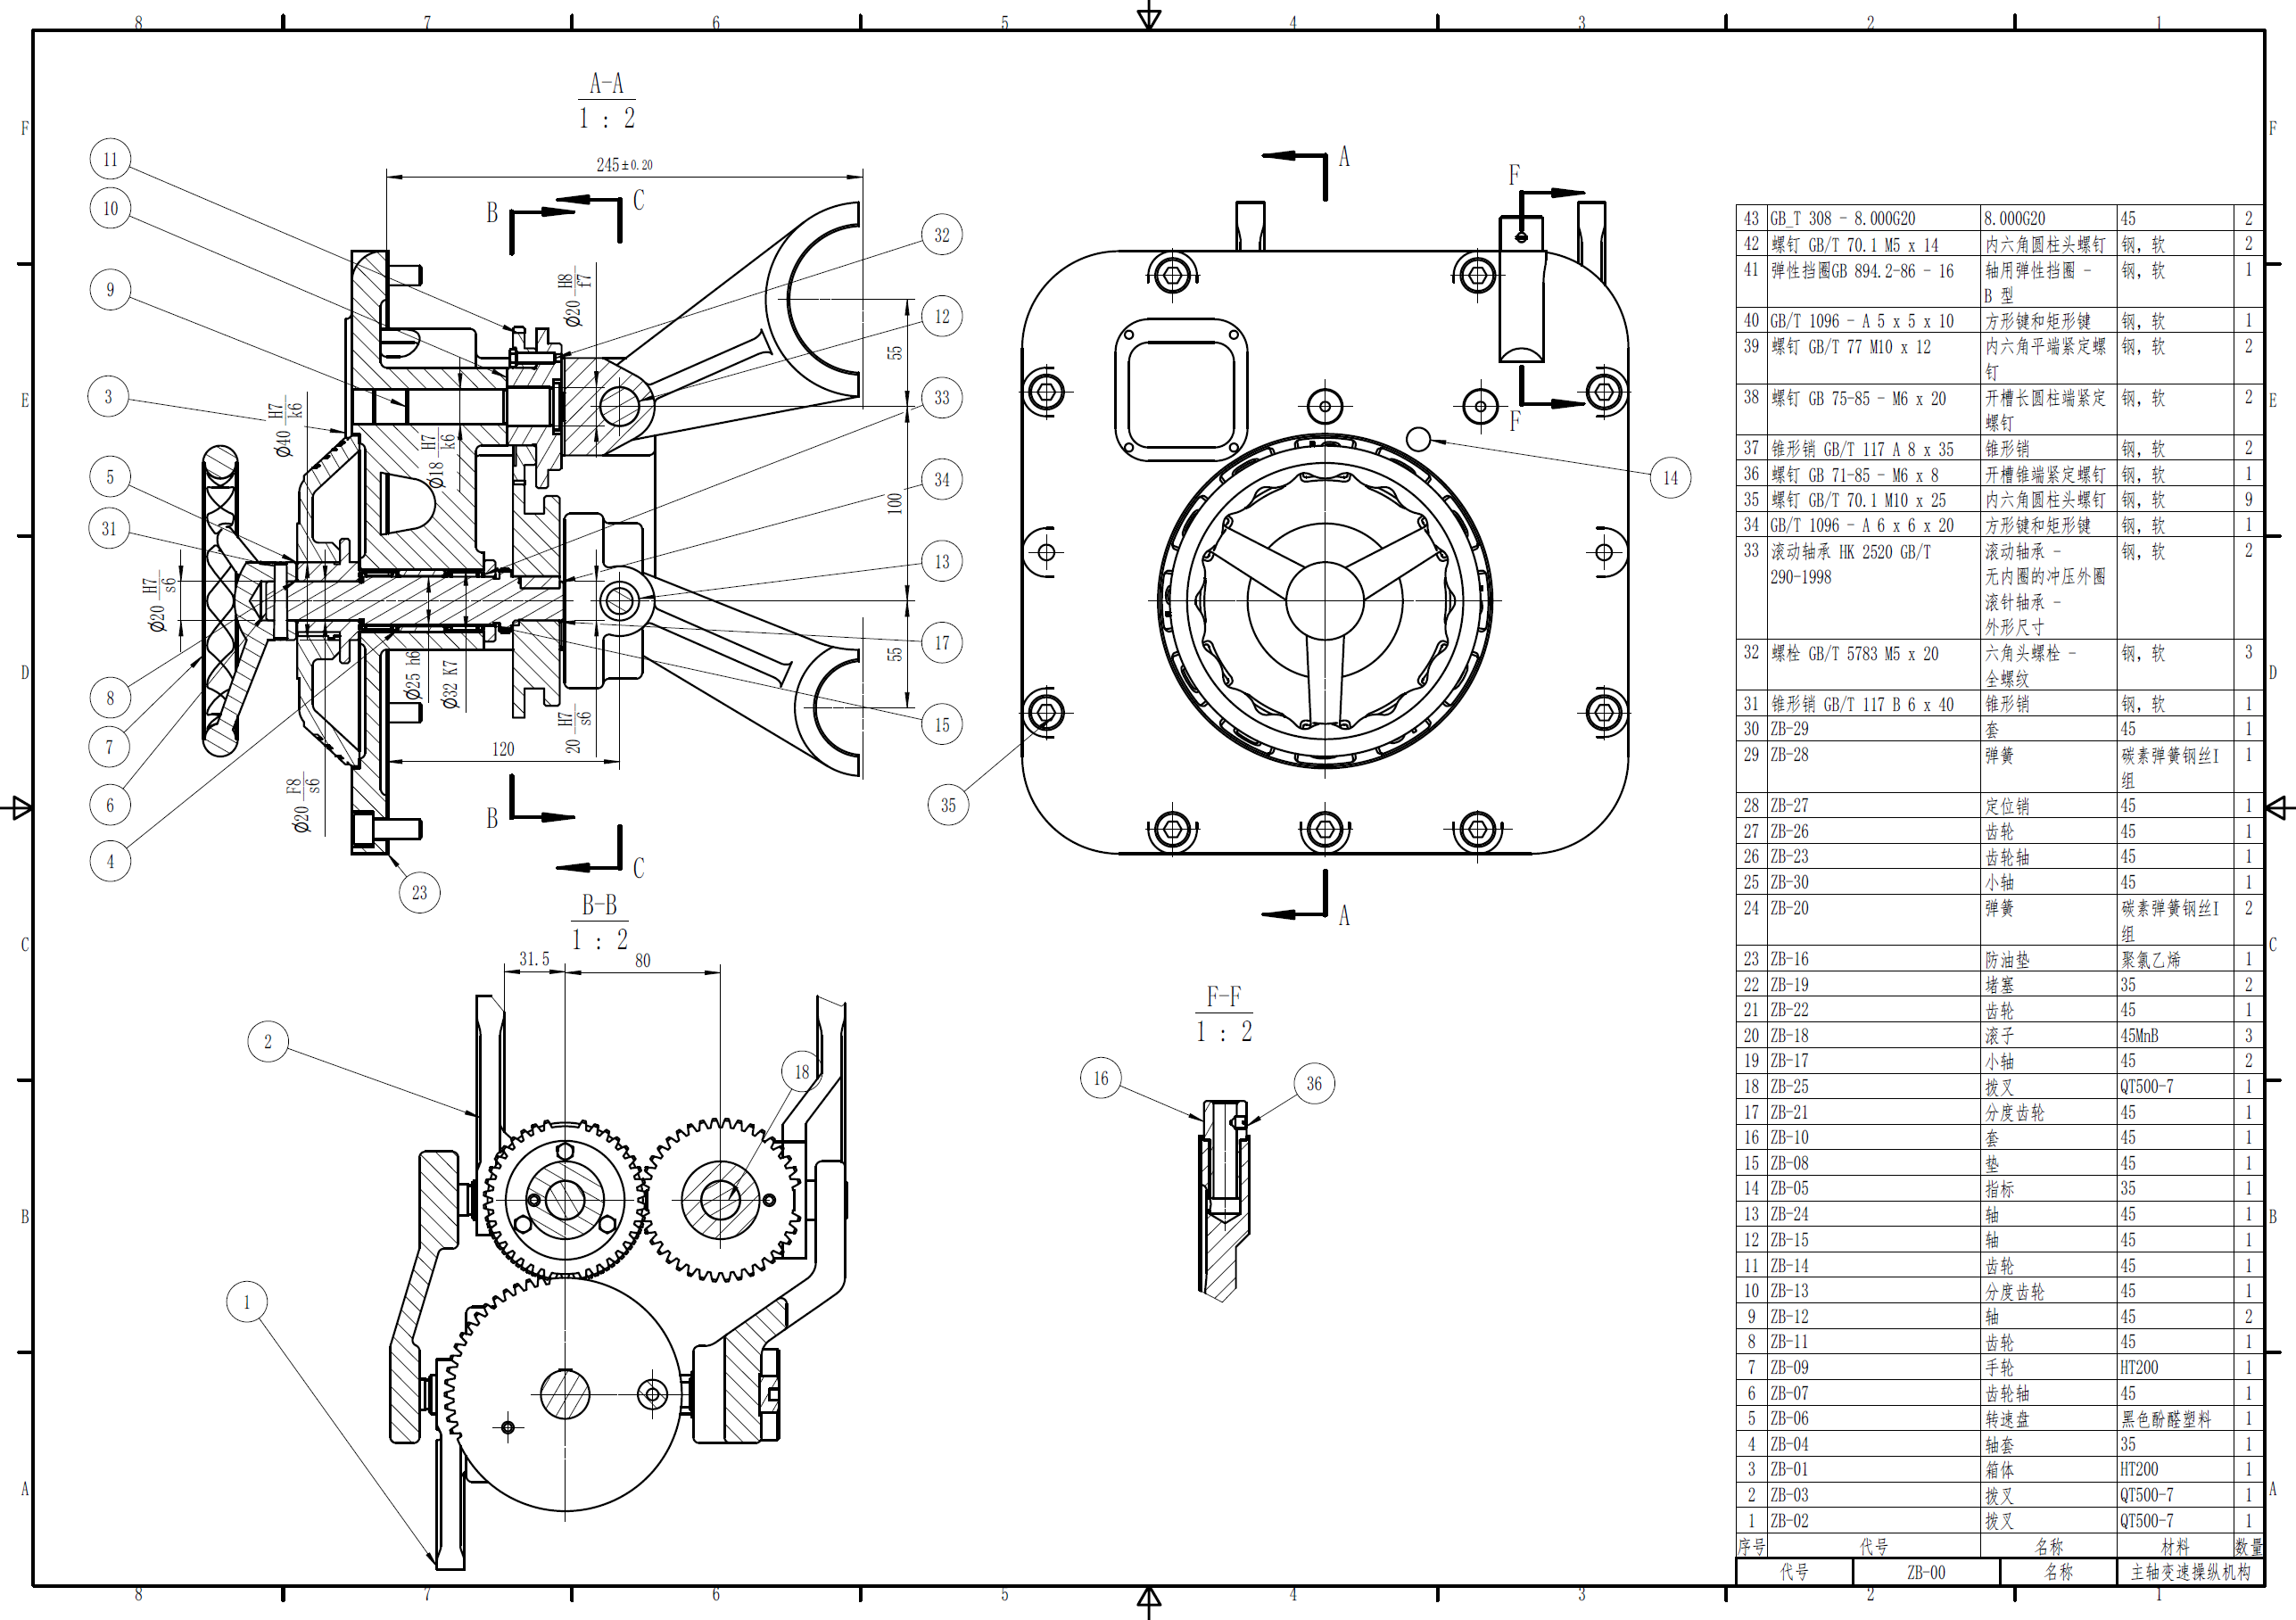 8 7 6 5 4 3 2 1
F
E
D
C
B
A
A-A
1 : 2
245±0.20
B
C
11
10
9
3
5
31
8
7
6
4
23
32
12
33
34
13
17
15
Ø20 H8/f7
Ø40 H7/k6
Ø18 H7/k6
Ø20 H7/s6
Ø25 h6
Ø32 K7
20 H7/s6
Ø20 F8/s6
55
100
55
120
B
C
A
F
F
14
35
A
B-B
1 : 2
31.5
80
2
18
1
F-F
1 : 2
16
36
43 GB_T 308 - 8.000G20 8.000G20 45 2
42 螺钉 GB/T 70.1 M5 x 14 内六角圆柱头螺钉 钢，软 2
41 弹性挡圈GB 894.2-86 - 16 轴用弹性挡圈 - 钢，软 1
B 型
40 GB/T 1096 - A 5 x 5 x 10 方形键和矩形键 钢，软 1
39 螺钉 GB/T 77 M10 x 12 内六角平端紧定螺 钢，软 2
钉
38 螺钉 GB 75-85 - M6 x 20 开槽长圆柱端紧定 钢，软 2
螺钉
37 锥形销 GB/T 117 A 8 x 35 锥形销 钢，软 2
36 螺钉 GB 71-85 - M6 x 8 开槽锥端紧定螺钉 钢，软 1
35 螺钉 GB/T 70.1 M10 x 25 内六角圆柱头螺钉 钢，软 9
34 GB/T 1096 - A 6 x 6 x 20 方形键和矩形键 钢，软 1
33 滚动轴承 HK 2520 GB/T 滚动轴承 - 钢，软 2
290-1998 无内圈的冲压外圈
滚针轴承 -
外形尺寸
32 螺栓 GB/T 5783 M5 x 20 六角头螺栓 - 钢，软 3
全螺纹
31 锥形销 GB/T 117 B 6 x 40 锥形销 钢，软 1
30 ZB-29 套 45 1
29 ZB-28 弹簧 碳素弹簧钢丝I 1
组
28 ZB-27 定位销 45 1
27 ZB-26 齿轮 45 1
26 ZB-23 齿轮轴 45 1
25 ZB-30 小轴 45 1
24 ZB-20 弹簧 碳素弹簧钢丝I 2
组
23 ZB-16 防油垫 聚氯乙烯 1
22 ZB-19 堵塞 35 2
21 ZB-22 齿轮 45 1
20 ZB-18 滚子 45MnB 3
19 ZB-17 小轴 45 2
18 ZB-25 拨叉 QT500-7 1
17 ZB-21 分度齿轮 45 1
16 ZB-10 套 45 1
15 ZB-08 垫 45 1
14 ZB-05 指标 35 1
13 ZB-24 轴 45 1
12 ZB-15 轴 45 1
11 ZB-14 齿轮 45 1
10 ZB-13 分度齿轮 45 1
9 ZB-12 轴 45 2
8 ZB-11 齿轮 45 1
7 ZB-09 手轮 HT200 1
6 ZB-07 齿轮轴 45 1
5 ZB-06 转速盘 黑色酚醛塑料 1
4 ZB-04 轴套 35 1
3 ZB-01 箱体 HT200 1
2 ZB-03 拨叉 QT500-7 1
1 ZB-02 拨叉 QT500-7 1
序号 代号 名称 材料 数量
代号 ZB-00 名称 主轴变速操纵机构
F
E
D
C
B
A
8 7 6 5 4 3 2 1